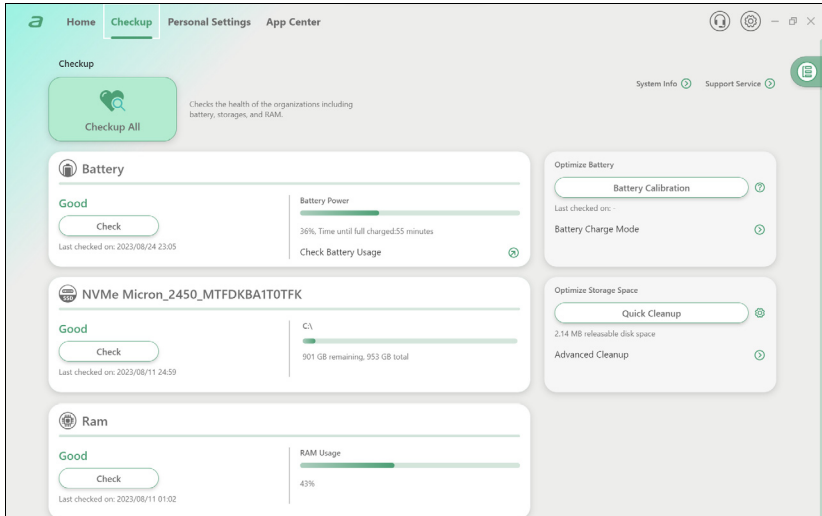 a Home Checkup Personal Settings App Center
Checkup
System Info Support Service
Checkup All
Checks the health of the organizations including
battery, storages, and RAM.
Battery
Good
Check
Last checked on: 2023/08/24 23:05
Battery Power
36%, Time until full charged:55 minutes
Check Battery Usage
Optimize Battery
Battery Calibration
Last checked on: -
Battery Charge Mode
SSD NVMe Micron_2450_MTFDKBA1T0TFK
Good
Check
Last checked on: 2023/08/11 24:59
C:\
901 GB remaining, 953 GB total
Optimize Storage Space
Quick Cleanup
2.14 MB releasable disk space
Advanced Cleanup
Ram
Good
Check
Last checked on: 2023/08/11 01:02
RAM Usage
43%